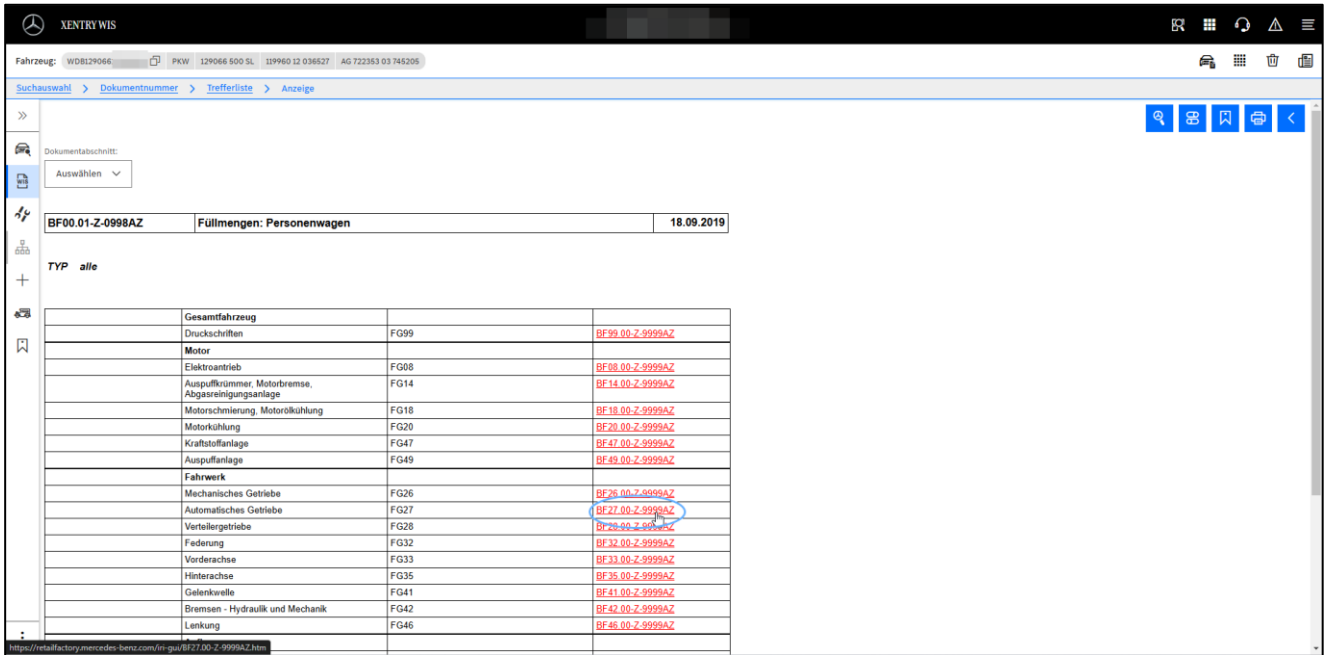 XENTRY WIS
Fahrzeug: WDB129066 PKW 129066 500 SL 119960 12 036527 AG 722353 03 745205
Suchauswahl > Dokumentnummer > Trefferliste > Anzeige
Dokumentabschnitt:
Auswählen
WIS
BF00.01-Z-0998AZ Füllmengen: Personenwagen 18.09.2019
TYP alle
Gesamtfahrzeug
Druckschriften FG99 BF99.00-Z-9999AZ
Motor
Elektroantrieb FG08 BF08.00-Z-9999AZ
Auspuffkrümmer, Motorbremse, FG14 BF14.00-Z-9999AZ
Abgasreinigungsanlage
Motorschmierung, Motorölkühlung FG18 BF18.00-Z-9999AZ
Motorkühlung FG20 BF20.00-Z-9999AZ
Kraftstoffanlage FG47 BF47.00-Z-9999AZ
Auspuffanlage FG49 BF49.00-Z-9999AZ
Fahrwerk
Mechanisches Getriebe FG26 BF26.00-Z-9999AZ
Automatisches Getriebe FG27 BF27.00-Z-9999AZ
Verteilergetriebe FG28 BF28.00-Z-9999AZ
Federung FG32 BF32.00-Z-9999AZ
Vorderachse FG33 BF33.00-Z-9999AZ
Hinterachse FG35 BF35.00-Z-9999AZ
Gelenkwelle FG41 BF41.00-Z-9999AZ
Bremsen - Hydraulik und Mechanik FG42 BF42.00-Z-9999AZ
Lenkung FG46 BF46.00-Z-9999AZ
https://retailfactory.mercedes-benz.com/iri-gui/BF27.00-Z-9999AZ.htm